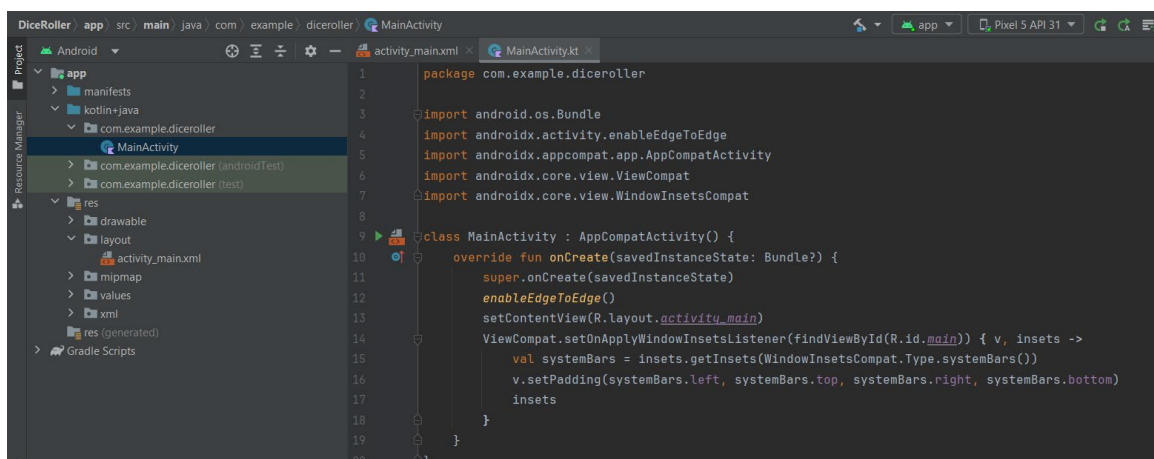 DiceRoller app src main java com example diceroller MainActivity
app Pixel 5 API 31
Project
Resource Manager
Android
app
manifests
kotlin+java
com.example.diceroller
MainActivity
com.example.diceroller (androidTest)
com.example.diceroller (test)
res
drawable
layout
activity_main.xml
mipmap
values
xml
res (generated)
Gradle Scripts
activity_main.xml MainActivity.kt
1 package com.example.diceroller
2
3 import android.os.Bundle
4 import androidx.activity.enableEdgeToEdge
5 import androidx.appcompat.app.AppCompatActivity
6 import androidx.core.view.ViewCompat
7 import androidx.core.view.WindowInsetsCompat
8
9 class MainActivity : AppCompatActivity() {
10 override fun onCreate(savedInstanceState: Bundle?) {
11 super.onCreate(savedInstanceState)
12 enableEdgeToEdge()
13 setContentView(R.layout.activity_main)
14 ViewCompat.setOnApplyWindowInsetsListener(findViewById(R.id.main)) { v, insets ->
15 val systemBars = insets.getInsets(WindowInsetsCompat.Type.systemBars())
16 v.setPadding(systemBars.left, systemBars.top, systemBars.right, systemBars.bottom)
17 insets
18 }
19 }